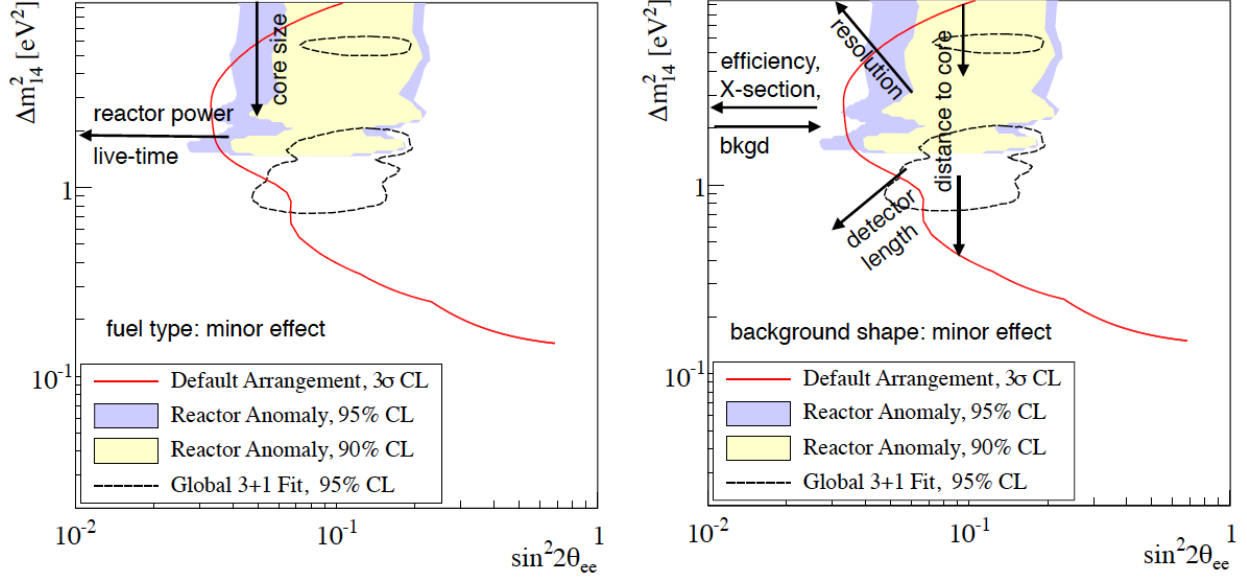 Δm²₁₄ [eV²]
core size
reactor power
live-time
1
fuel type: minor effect
10⁻¹
Default Arrangement, 3σ CL
Reactor Anomaly, 95% CL
Reactor Anomaly, 90% CL
Global 3+1 Fit, 95% CL
10⁻²
10⁻¹
1
sin²2θee
Δm²₁₄ [eV²]
resolution
efficiency,
X-section,
bkgd
distance to core
1
detector
length
background shape: minor effect
10⁻¹
Default Arrangement, 3σ CL
Reactor Anomaly, 95% CL
Reactor Anomaly, 90% CL
Global 3+1 Fit, 95% CL
10⁻²
10⁻¹
1
sin²2θee